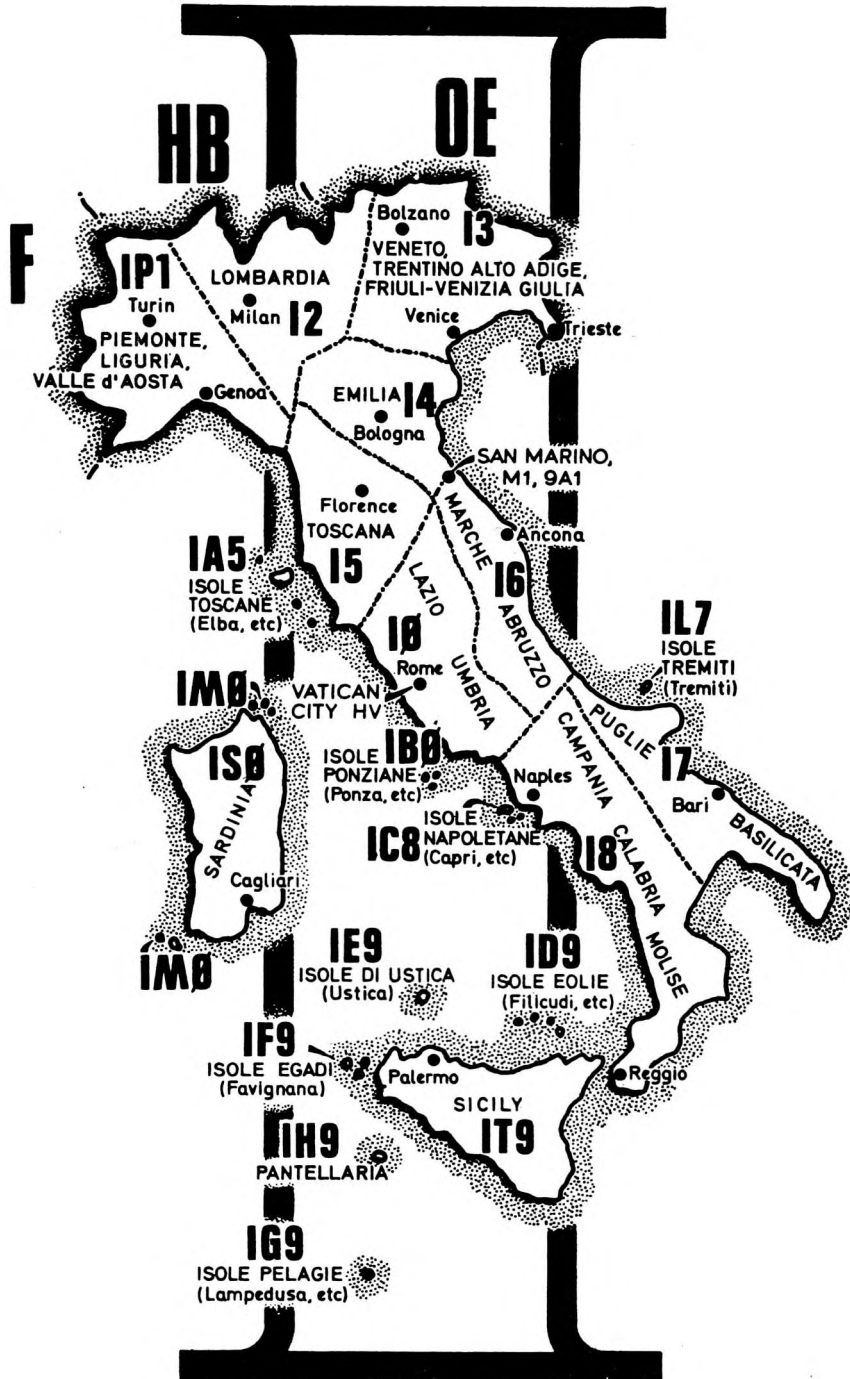 HB
OE
F
IP1
Turin
PIEMONTE,
LIGURIA,
VALLE d'AOSTA
Genoa
LOMBARDIA
Milan
I2
Bolzano
I3
VENETO,
TRENTINO ALTO ADIGE,
FRIULI-VENIZIA GIULIA
Venice
Trieste
EMILIA
I4
Bologna
SAN MARINO,
M1, 9A1
Florence
TOSCANA
I5
MARCHE
Ancona
I6
ABRUZZO
IA5
ISOLE
TOSCANE
(Elba, etc)
LAZIO
IØ
Rome
UMBRIA
VATICAN
CITY HV
IL7
ISOLE
TREMITI
(Tremiti)
IMØ
ISØ
SARDINIA
Cagliari
IMØ
IBØ
ISOLE
PONZIANE
(Ponza, etc)
Naples
CAMPANIA
PUGLIE
I7
Bari
BASILICATA
ISOLE
NAPOLETANE
IC8
(Capri, etc)
I8
CALABRIA
MOLISE
IE9
ISOLE DI USTICA
(Ustica)
ID9
ISOLE EOLIE
(Filicudi, etc)
IF9
ISOLE EGADI
(Favignana)
Palermo
Reggio
SICILY
IT9
IH9
PANTELLARIA
IG9
ISOLE PELAGIE
(Lampedusa, etc)